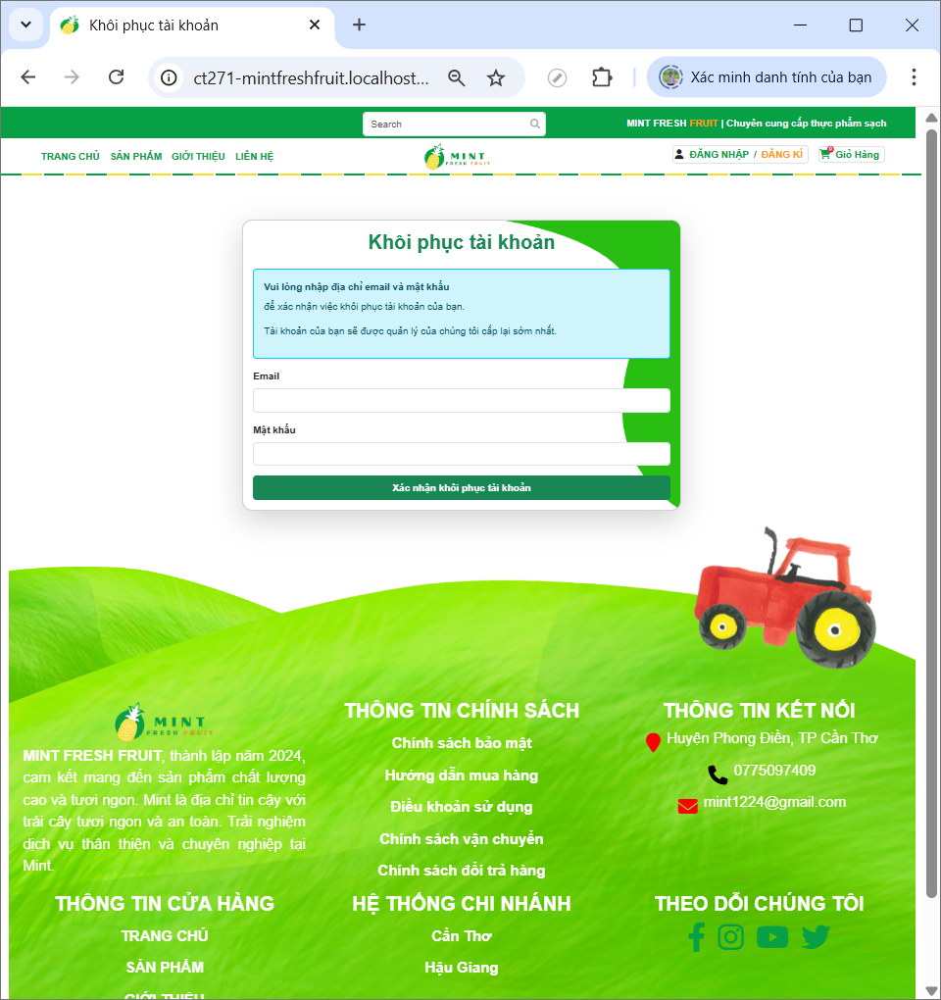 Khôi phục tài khoản
ct271-mintfreshfruit.localhost...
Xác minh danh tính của bạn
Search
MINT FRESH FRUIT | Chuyên cung cấp thực phẩm sạch
TRANG CHỦ SẢN PHẨM GIỚI THIỆU LIÊN HỆ
MINT
FRESH FRUIT
ĐĂNG NHẬP / ĐĂNG KÍ
0
Giỏ Hàng
Khôi phục tài khoản
Vui lòng nhập địa chỉ email và mật khẩu
để xác nhận việc khôi phục tài khoản của bạn.
Tài khoản của bạn sẽ được quản lý của chúng tôi cấp lại sớm nhất.
Email
Mật khẩu
Xác nhận khôi phục tài khoản
MINT
FRESH FRUIT
MINT FRESH FRUIT, thành lập năm 2024,
cam kết mang đến sản phẩm chất lượng
cao và tươi ngon. Mint là địa chỉ tin cậy với
trái cây tươi ngon và an toàn. Trải nghiệm
dịch vụ thân thiện và chuyên nghiệp tại
Mint.
THÔNG TIN CHÍNH SÁCH
Chính sách bảo mật
Hướng dẫn mua hàng
Điều khoản sử dụng
Chính sách vận chuyển
Chính sách đổi trả hàng
THÔNG TIN KẾT NỐI
Huyện Phong Điền, TP Cần Thơ
0775097409
mint1224@gmail.com
THÔNG TIN CỬA HÀNG
TRANG CHỦ
SẢN PHẨM
GIỚI THIỆU
HỆ THỐNG CHI NHÁNH
Cần Thơ
Hậu Giang
THEO DÕI CHÚNG TÔI